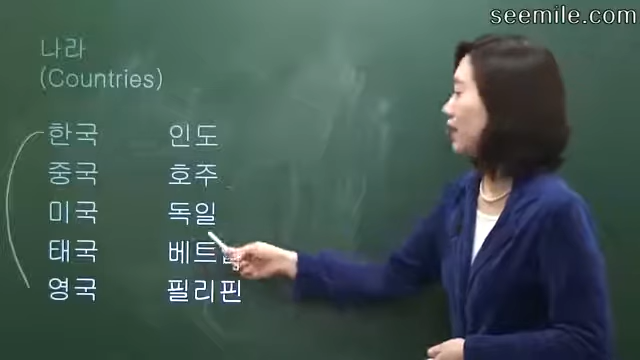 seemile.com
나라
(Countries)
한국 인도
중국 호주
미국 독일
태국 베트남
영국 필리핀